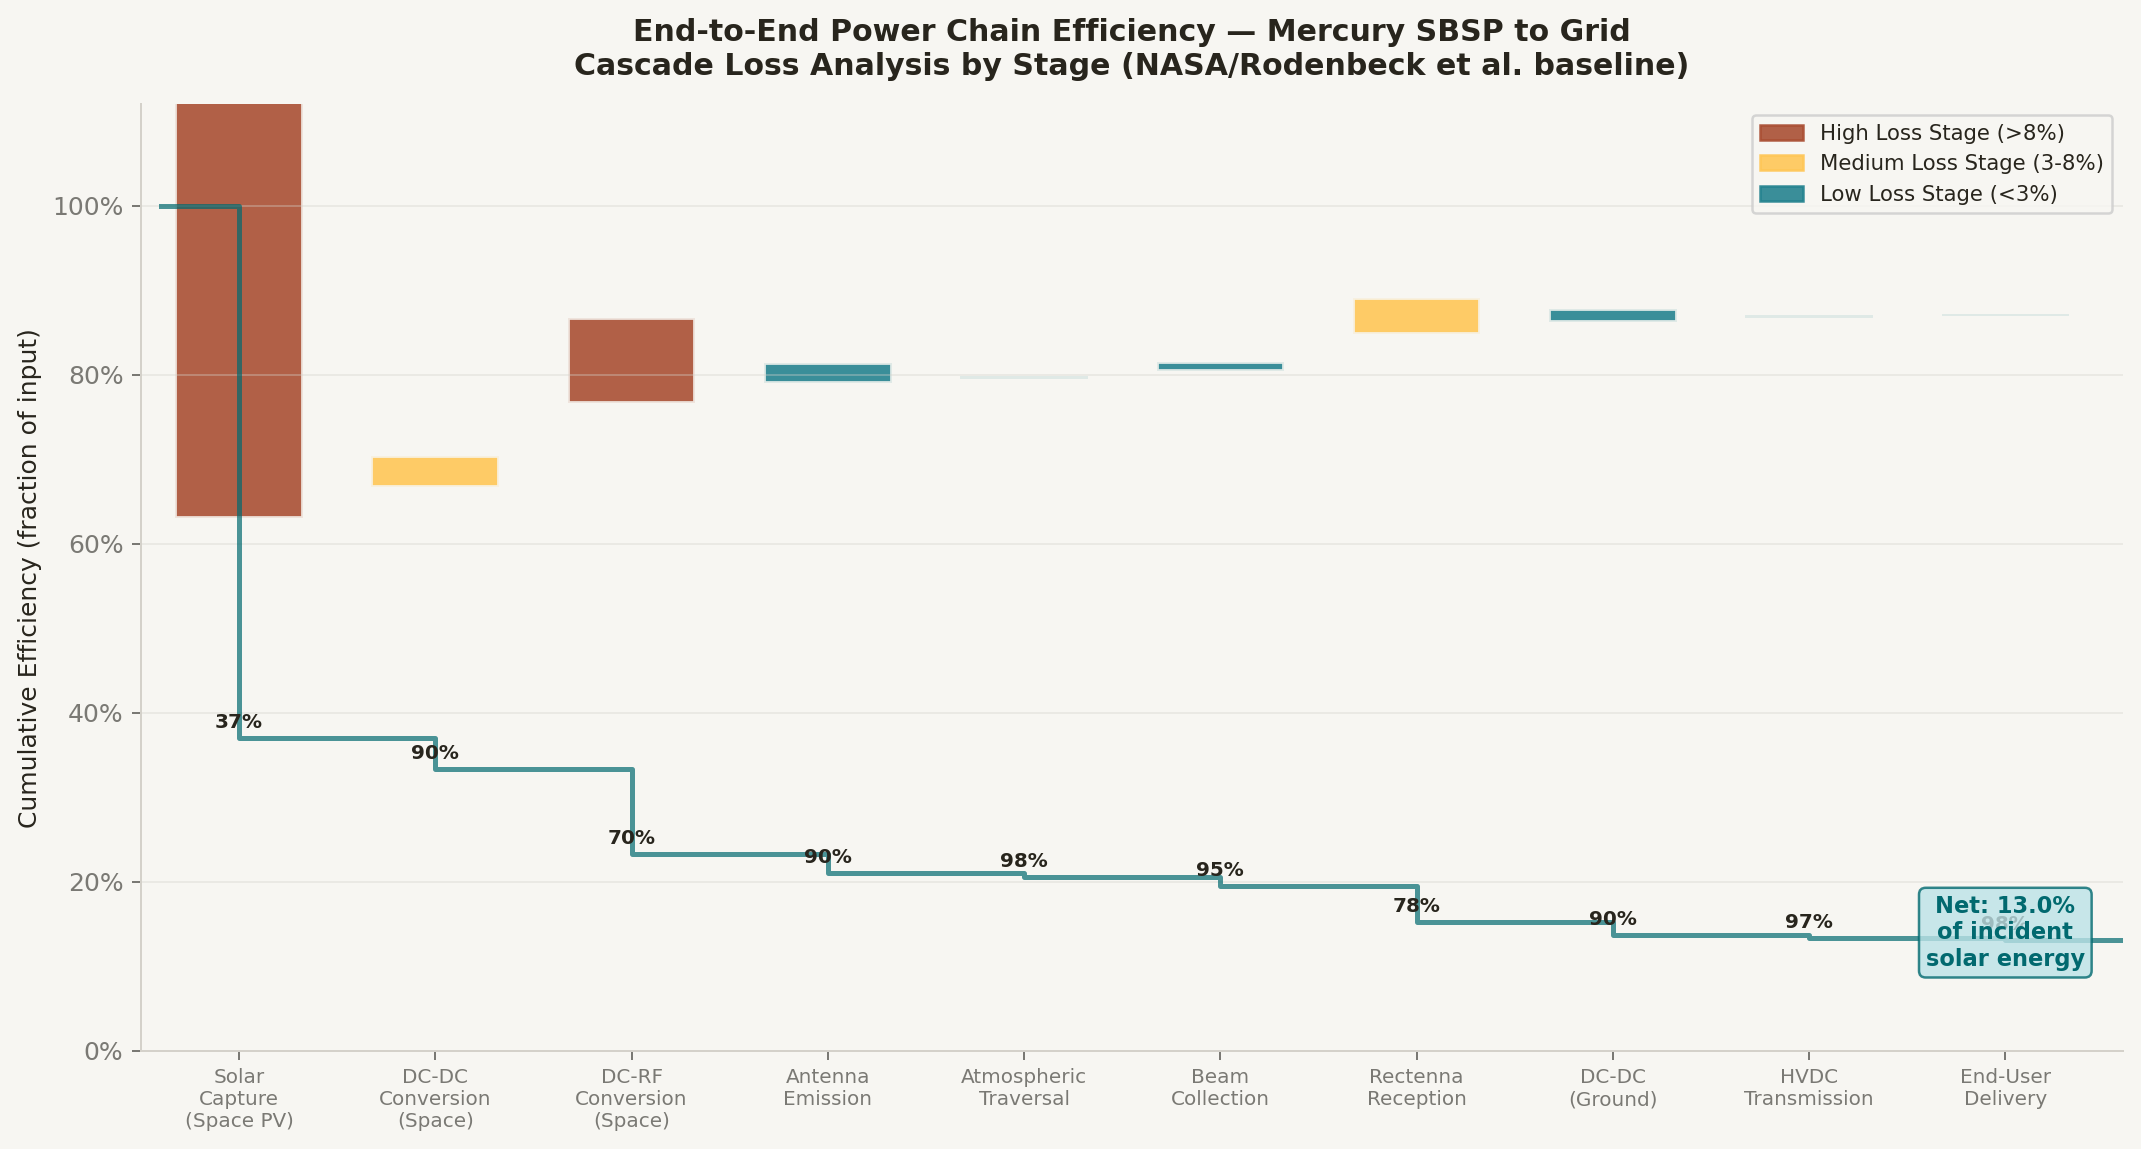 End-to-End Power Chain Efficiency — Mercury SBSP to Grid
Cascade Loss Analysis by Stage (NASA/Rodenbeck et al. baseline)
High Loss Stage (>8%)
Medium Loss Stage (3-8%)
Low Loss Stage (<3%)
Cumulative Efficiency (fraction of input)
100%
80%
60%
40%
20%
0%
37%
90%
70%
90%
98%
95%
78%
90%
97%
98%
Net: 13.0%
of incident
solar energy
Solar
Capture
(Space PV)
DC-DC
Conversion
(Space)
DC-RF
Conversion
(Space)
Antenna
Emission
Atmospheric
Traversal
Beam
Collection
Rectenna
Reception
DC-DC
(Ground)
HVDC
Transmission
End-User
Delivery